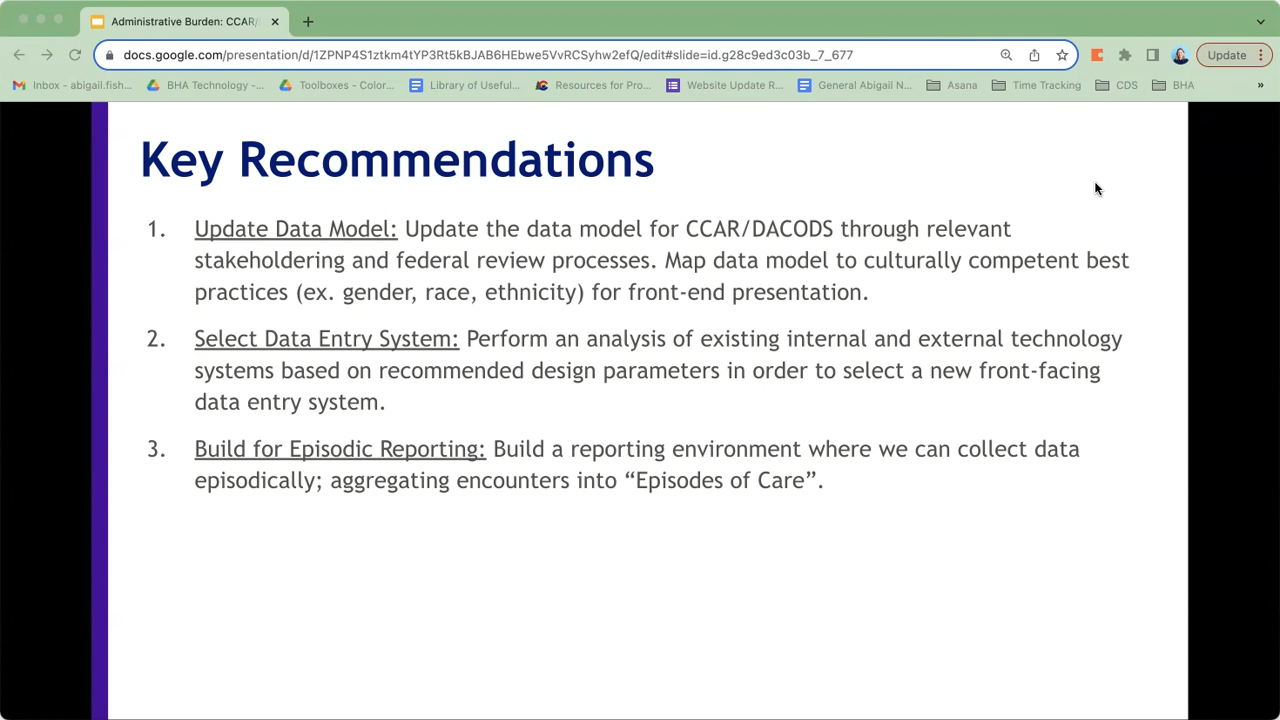 Administrative Burden: CCAR/
docs.google.com/presentation/d/1ZPNP4S1ztkm4tYP3Rt5kBJAB6HEbwe5VvRCSyhw2efQ/edit#slide=id.g28c9ed3c03b_7_677
Update
Inbox - abigail.fish...
BHA Technology -...
Toolboxes - Color...
Library of Useful...
Resources for Pro...
Website Update R...
General Abigail N...
Asana
Time Tracking
CDS
BHA
»
Key Recommendations
1. Update Data Model: Update the data model for CCAR/DACODS through relevant
stakeholdering and federal review processes. Map data model to culturally competent best
practices (ex. gender, race, ethnicity) for front-end presentation.
2. Select Data Entry System: Perform an analysis of existing internal and external technology
systems based on recommended design parameters in order to select a new front-facing
data entry system.
3. Build for Episodic Reporting: Build a reporting environment where we can collect data
episodically; aggregating encounters into “Episodes of Care”.